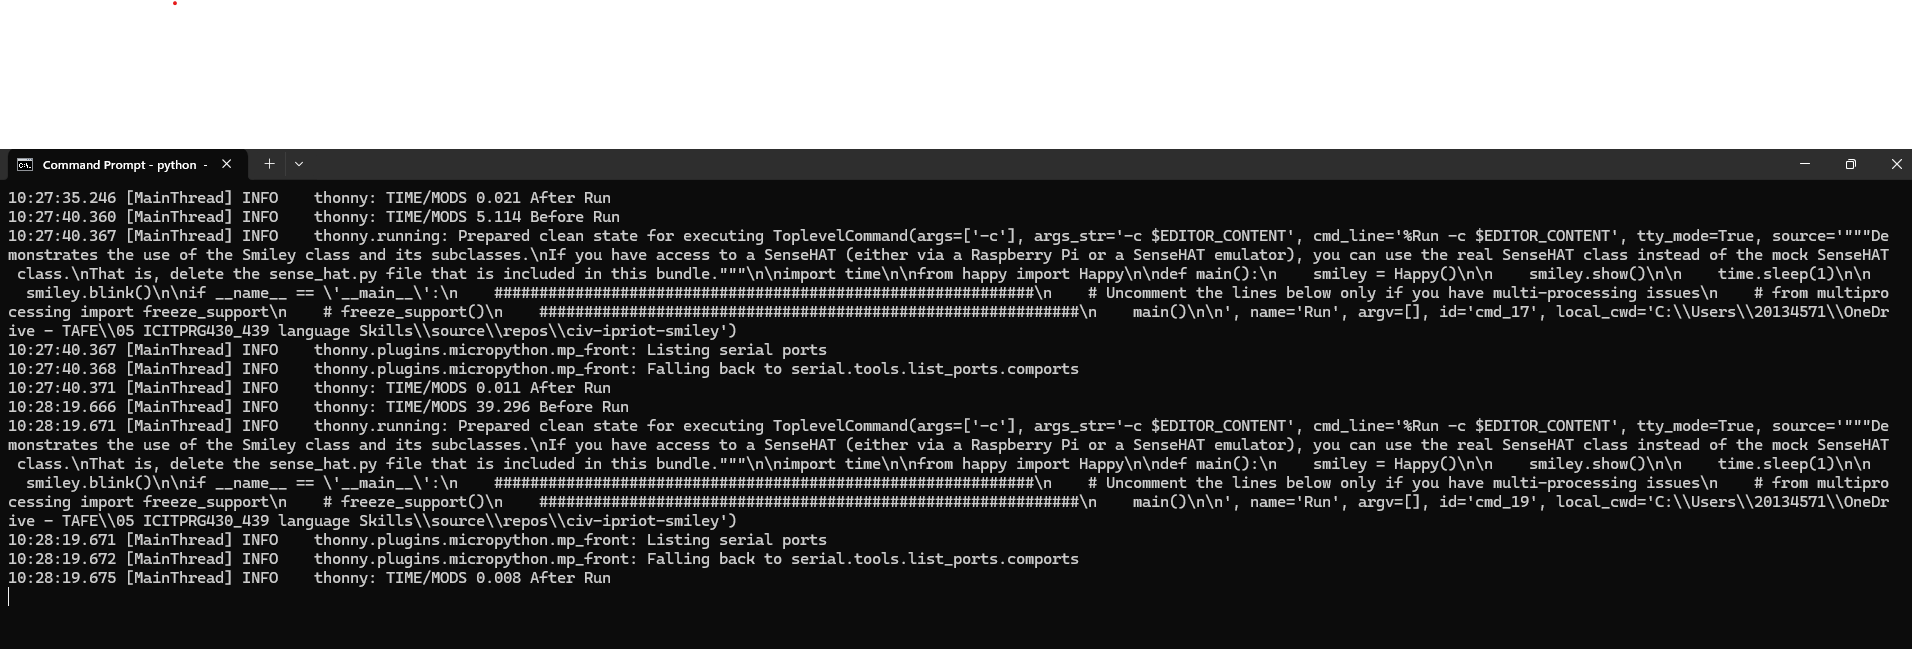 Command Prompt - python -
10:27:35.246 [MainThread] INFO    thonny: TIME/MODS 0.021 After Run
10:27:40.360 [MainThread] INFO    thonny: TIME/MODS 5.114 Before Run
10:27:40.367 [MainThread] INFO    thonny.running: Prepared clean state for executing ToplevelCommand(args=['-c'], args_str='-c $EDITOR_CONTENT', cmd_line='%Run -c $EDITOR_CONTENT', tty_mode=True, source='"""De
monstrates the use of the Smiley class and its subclasses.\nIf you have access to a SenseHAT (either via a Raspberry Pi or a SenseHAT emulator), you can use the real SenseHAT class instead of the mock SenseHAT
 class.\nThat is, delete the sense_hat.py file that is included in this bundle."""\n\nimport time\n\nfrom happy import Happy\n\ndef main():\n    smiley = Happy()\n\n    smiley.show()\n\n    time.sleep(1)\n\n
  smiley.blink()\n\nif __name__ == \'__main__\':\n    ############################################################\n    # Uncomment the lines below only if you have multi-processing issues\n    # from multipro
cessing import freeze_support\n    # freeze_support()\n    ############################################################\n    main()\n\n', name='Run', argv=[], id='cmd_17', local_cwd='C:\\Users\\20134571\\OneDr
ive - TAFE\\05 ICITPRG430_439 language Skills\\source\\repos\\civ-ipriot-smiley')
10:27:40.367 [MainThread] INFO    thonny.plugins.micropython.mp_front: Listing serial ports
10:27:40.368 [MainThread] INFO    thonny.plugins.micropython.mp_front: Falling back to serial.tools.list_ports.comports
10:27:40.371 [MainThread] INFO    thonny: TIME/MODS 0.011 After Run
10:28:19.666 [MainThread] INFO    thonny: TIME/MODS 39.296 Before Run
10:28:19.671 [MainThread] INFO    thonny.running: Prepared clean state for executing ToplevelCommand(args=['-c'], args_str='-c $EDITOR_CONTENT', cmd_line='%Run -c $EDITOR_CONTENT', tty_mode=True, source='"""De
monstrates the use of the Smiley class and its subclasses.\nIf you have access to a SenseHAT (either via a Raspberry Pi or a SenseHAT emulator), you can use the real SenseHAT class instead of the mock SenseHAT
 class.\nThat is, delete the sense_hat.py file that is included in this bundle."""\n\nimport time\n\nfrom happy import Happy\n\ndef main():\n    smiley = Happy()\n\n    smiley.show()\n\n    time.sleep(1)\n\n
  smiley.blink()\n\nif __name__ == \'__main__\':\n    ############################################################\n    # Uncomment the lines below only if you have multi-processing issues\n    # from multipro
cessing import freeze_support\n    # freeze_support()\n    ############################################################\n    main()\n\n', name='Run', argv=[], id='cmd_19', local_cwd='C:\\Users\\20134571\\OneDr
ive - TAFE\\05 ICITPRG430_439 language Skills\\source\\repos\\civ-ipriot-smiley')
10:28:19.671 [MainThread] INFO    thonny.plugins.micropython.mp_front: Listing serial ports
10:28:19.672 [MainThread] INFO    thonny.plugins.micropython.mp_front: Falling back to serial.tools.list_ports.comports
10:28:19.675 [MainThread] INFO    thonny: TIME/MODS 0.008 After Run